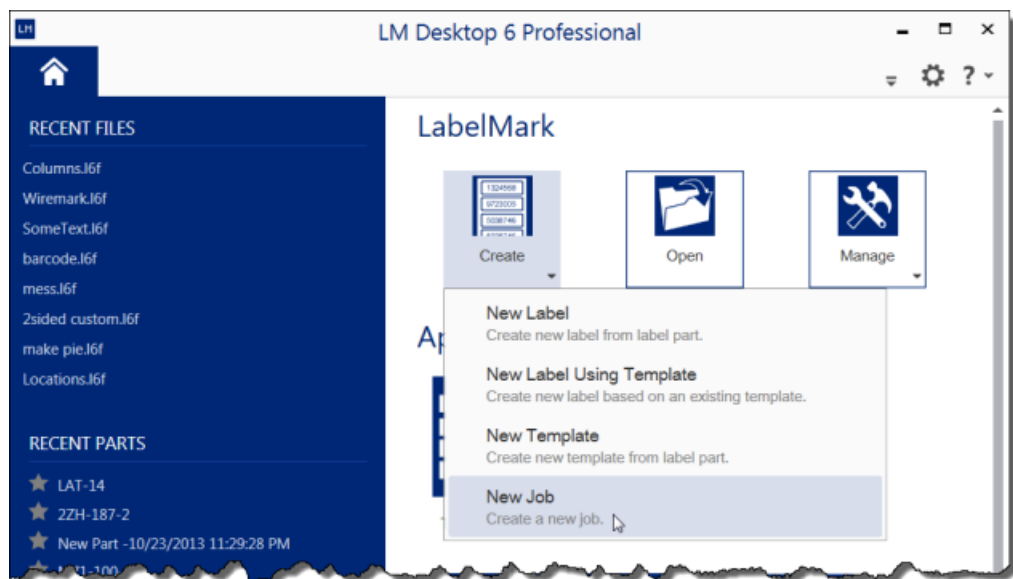 LM
LM Desktop 6 Professional
?
RECENT FILES
Columns.l6f
Wiremark.l6f
SomeText.l6f
barcode.l6f
mess.l6f
2sided custom.l6f
make pie.l6f
Locations.l6f
RECENT PARTS
LAT-14
2ZH-187-2
New Part -10/23/2013 11:29:28 PM
LabelMark
1324568
9723005
5038746
Create
Open
Manage
New Label
Create new label from label part.
New Label Using Template
Create new label based on an existing template.
New Template
Create new template from label part.
New Job
Create a new job.